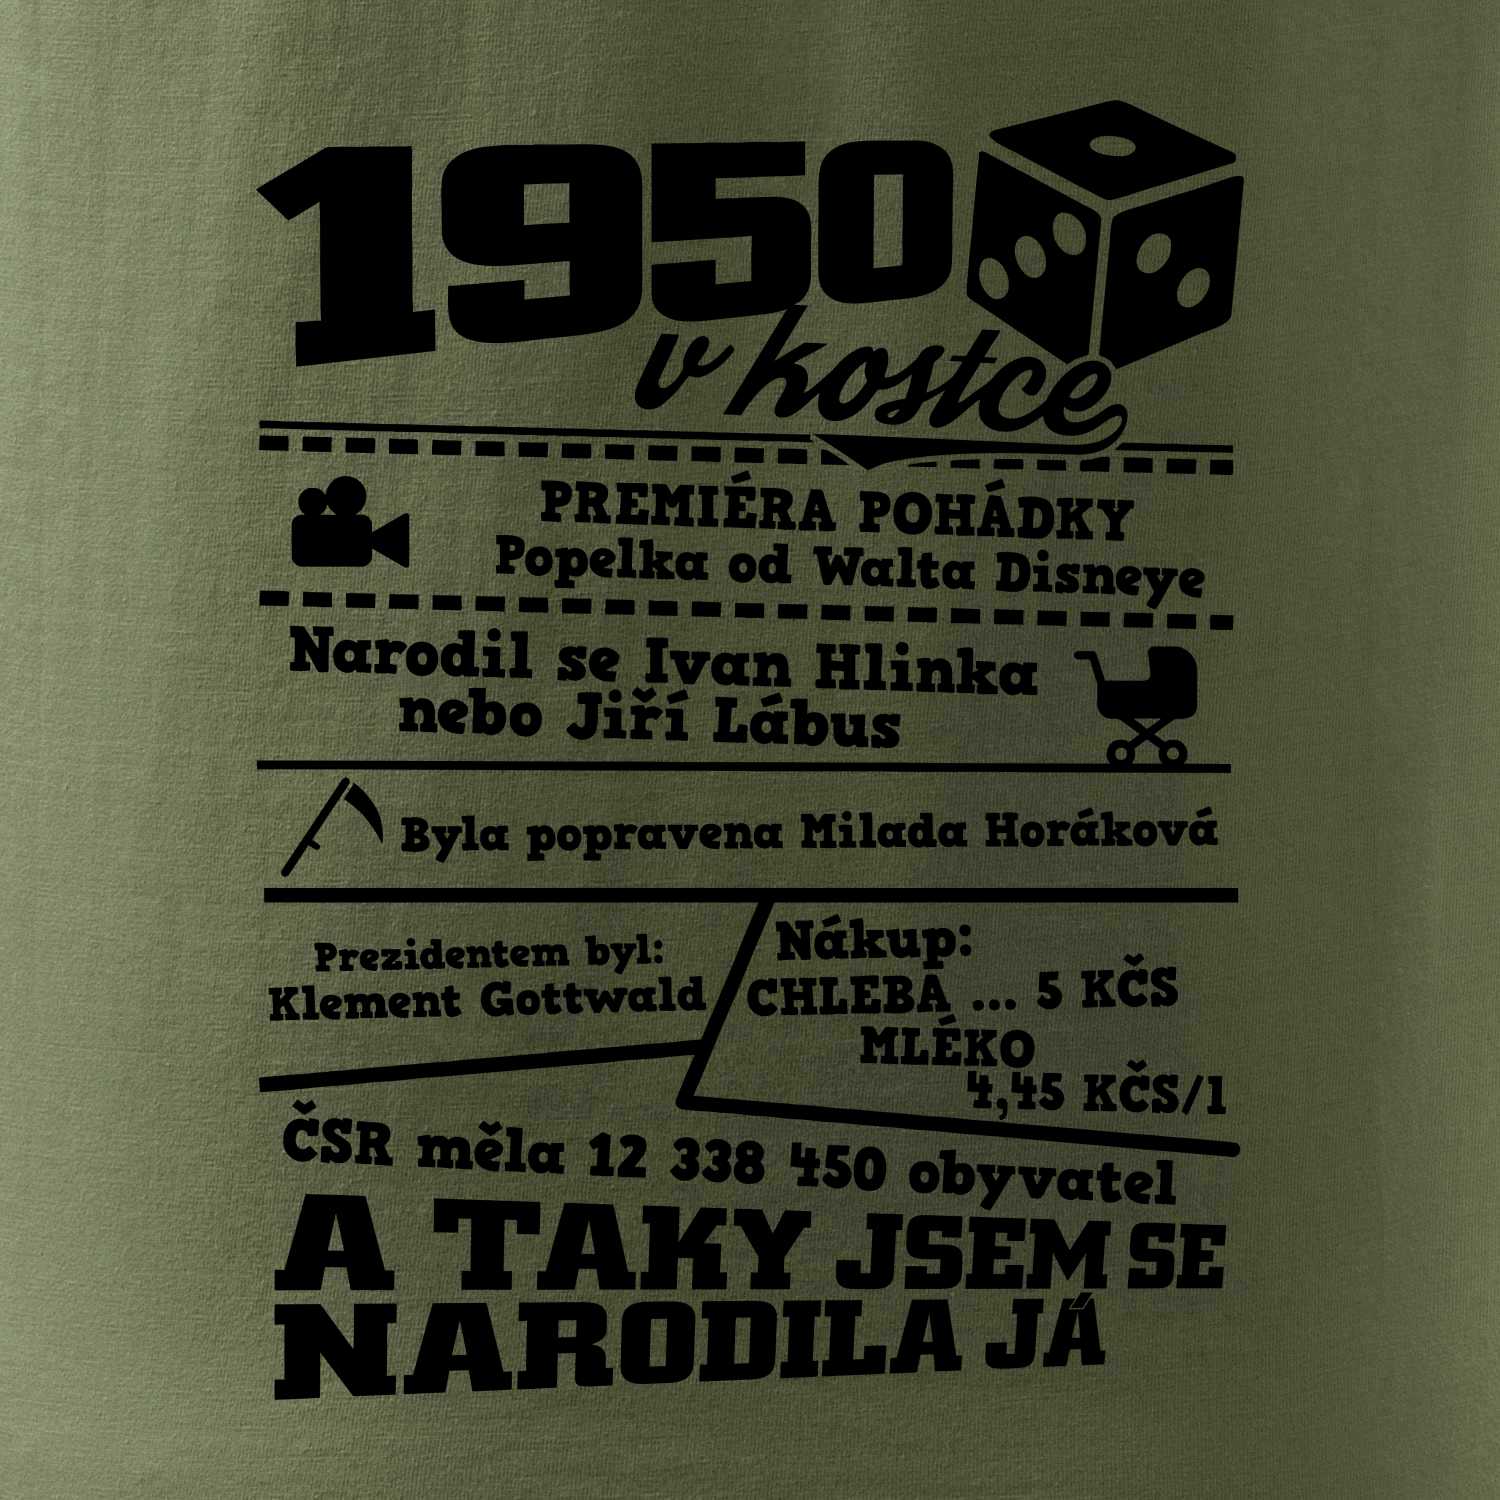 1950
v kostce
PREMIÉRA POHÁDKY
Popelka od Walta Disneye
Narodil se Ivan Hlinka
nebo Jiří Lábus
Byla popravena Milada Horáková
Prezidentem byl:
Klement Gottwald
Nákup:
CHLEBA ... 5 KČS
MLÉKO
4,45 KČS/l
ČSR měla 12 338 450 obyvatel
A TAKY JSEM SE
NARODILA JÁ